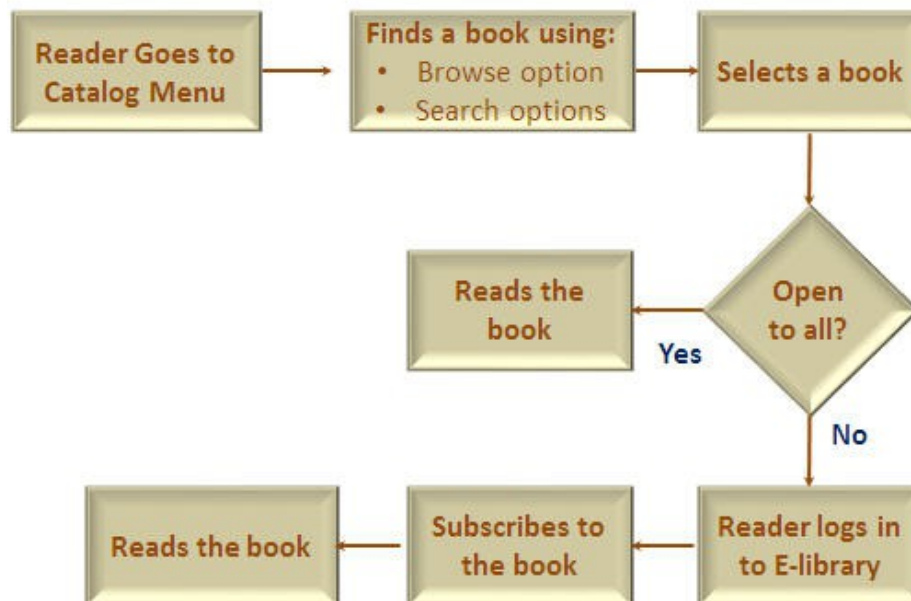 Reader Goes to
Catalog Menu
Finds a book using:
• Browse option
• Search options
Selects a book
Open
to all?
Yes
Reads the
book
No
Reader logs in
to E-library
Subscribes to
the book
Reads the book